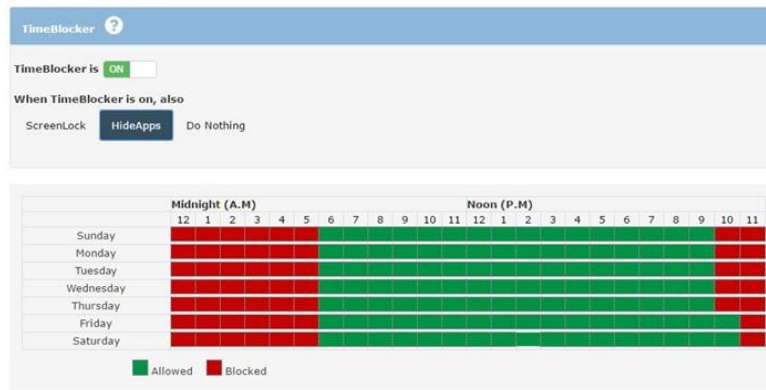 TimeBlocker ?
TimeBlocker is ON
When TimeBlocker is on, also
ScreenLock HideApps Do Nothing
Midnight (A.M) Noon (P.M)
12 1 2 3 4 5 6 7 8 9 10 11 12 1 2 3 4 5 6 7 8 9 10 11
Sunday
Monday
Tuesday
Wednesday
Thursday
Friday
Saturday
Allowed Blocked